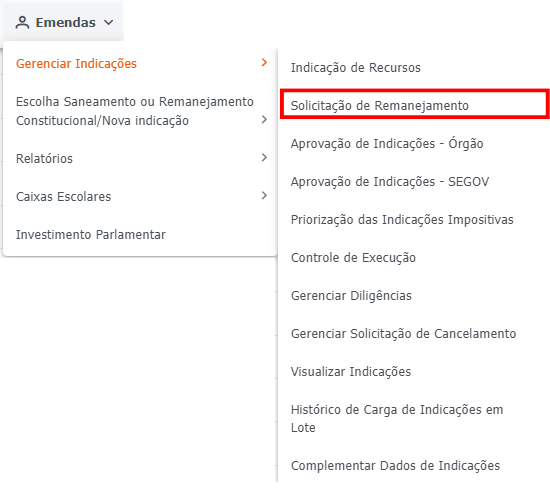 Emendas
Gerenciar Indicações
Escolha Saneamento ou Remanejamento
Constitucional/Nova indicação
Relatórios
Caixas Escolares
Investimento Parlamentar
Indicação de Recursos
Solicitação de Remanejamento
Aprovação de Indicações - Órgão
Aprovação de Indicações - SEGOV
Priorização das Indicações Impositivas
Controle de Execução
Gerenciar Diligências
Gerenciar Solicitação de Cancelamento
Visualizar Indicações
Histórico de Carga de Indicações em
Lote
Complementar Dados de Indicações